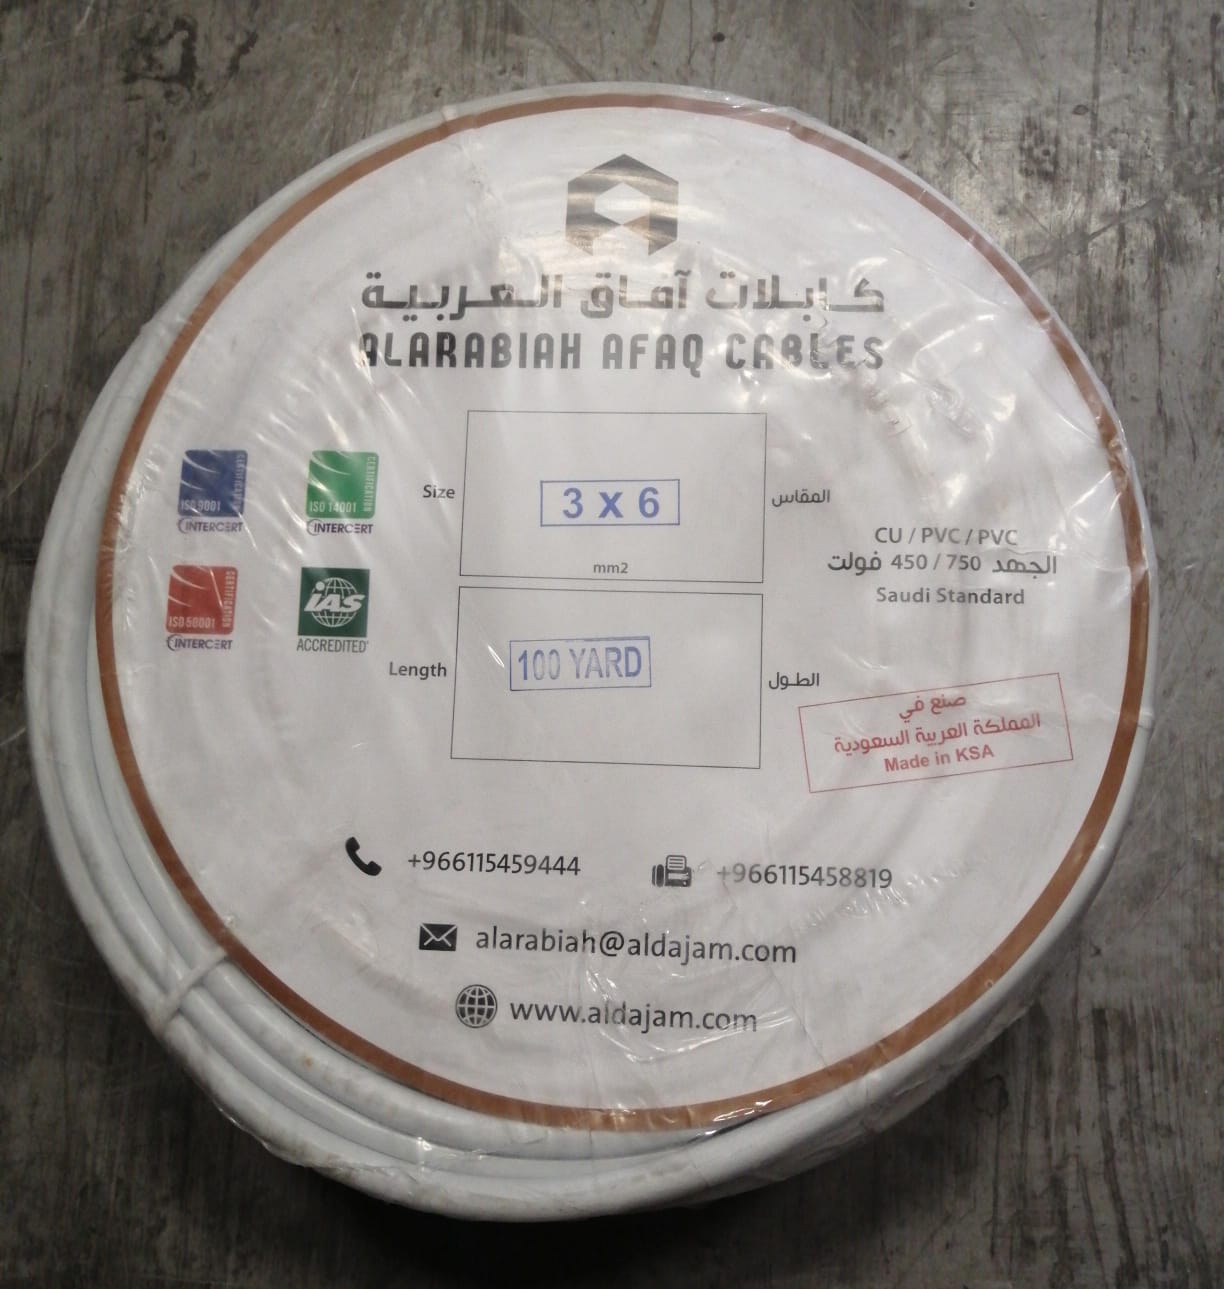 كابلات آفاق العربية
ALARABIAH AFAQ CABLES
ISO 9001
CERTIFICATION
INTERCERT
ISO 14001
CERTIFICATION
INTERCERT
ISO 50001
CERTIFICATION
INTERCERT
IAS
ACCREDITED
Size
3 x 6
mm2
المقاس
Length
100 YARD
الطول
CU / PVC / PVC
الجهد 750 / 450 فولت
Saudi Standard
صنع في
المملكة العربية السعودية
Made in KSA
+966115459444
+966115458819
alarabiah@aldajam.com
www.aldajam.com